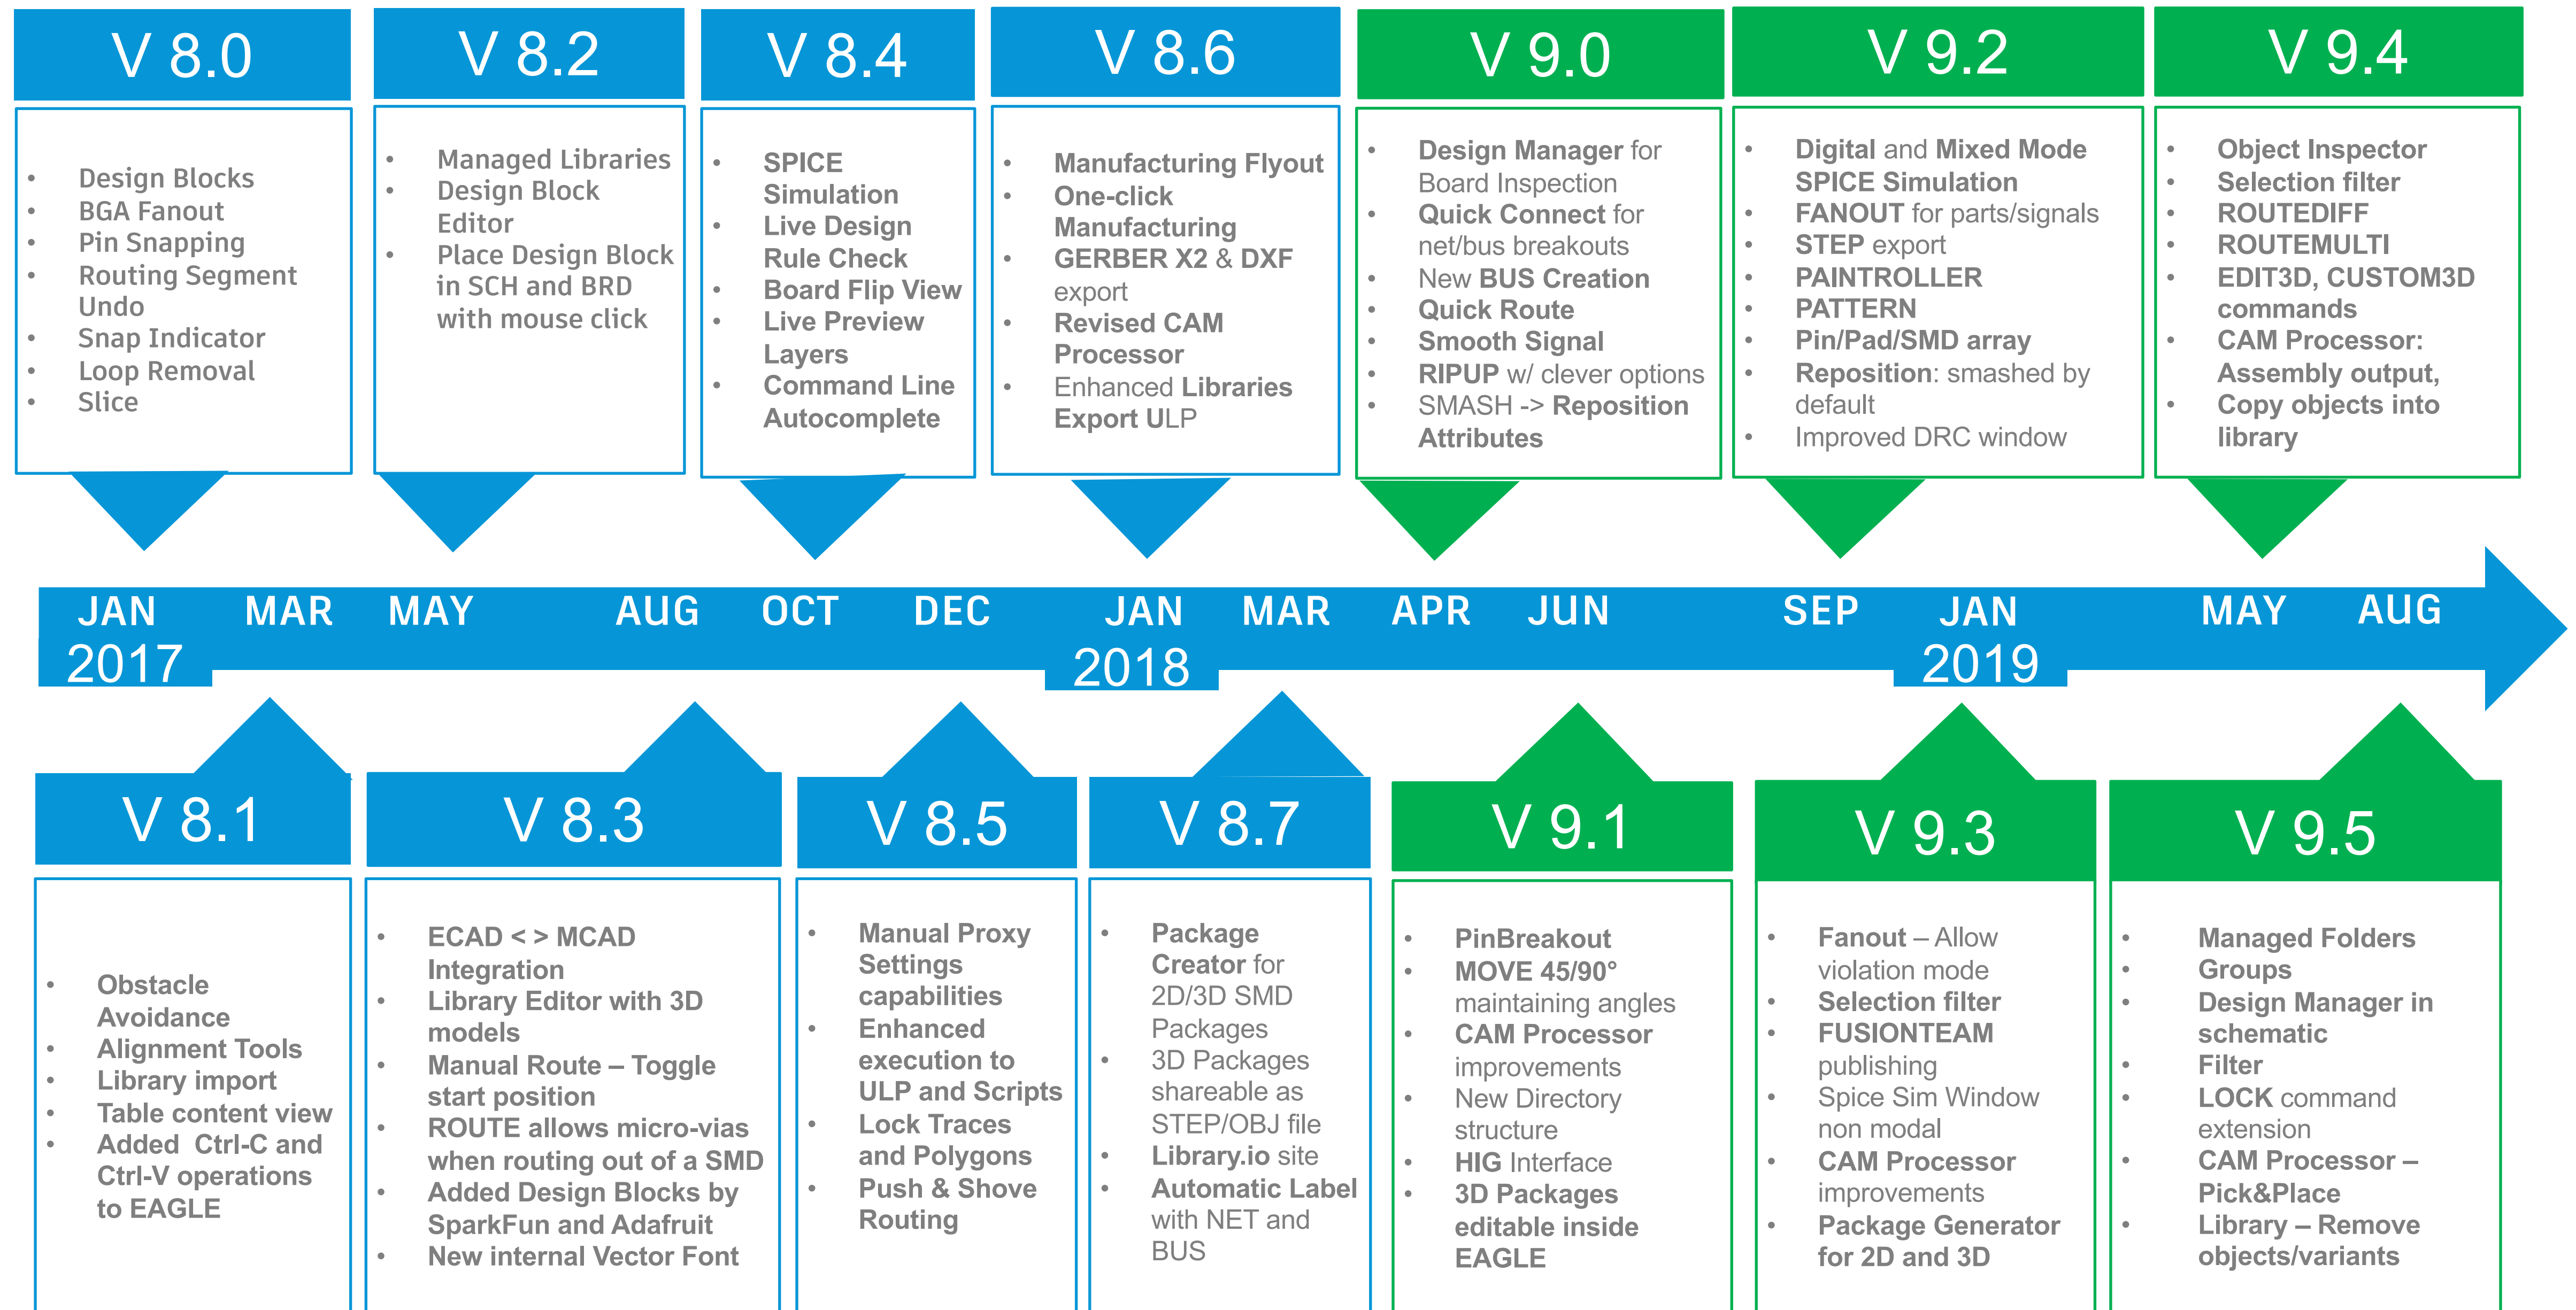 V 8.0
• Design Blocks
• BGA Fanout
• Pin Snapping
• Routing Segment
Undo
• Snap Indicator
• Loop Removal
• Slice
V 8.2
• Managed Libraries
• Design Block
Editor
• Place Design Block
in SCH and BRD
with mouse click
V 8.4
• SPICE
Simulation
• Live Design
Rule Check
• Board Flip View
• Live Preview
Layers
• Command Line
Autocomplete
V 8.6
• Manufacturing Flyout
• One-click
Manufacturing
• GERBER X2 & DXF
export
• Revised CAM
Processor
• Enhanced Libraries
Export ULP
V 9.0
• Design Manager for
Board Inspection
• Quick Connect for
net/bus breakouts
• New BUS Creation
• Quick Route
• Smooth Signal
• RIPUP w/ clever options
• SMASH -> Reposition
Attributes
V 9.2
• Digital and Mixed Mode
SPICE Simulation
• FANOUT for parts/signals
• STEP export
• PAINTROLLER
• PATTERN
• Pin/Pad/SMD array
• Reposition: smashed by
default
• Improved DRC window
V 9.4
• Object Inspector
• Selection filter
• ROUTEDIFF
• ROUTEMULTI
• EDIT3D, CUSTOM3D
commands
• CAM Processor:
Assembly output,
• Copy objects into
library
JAN MAR MAY AUG OCT DEC JAN MAR APR JUN SEP JAN MAY AUG
2017 2018 2019
V 8.1
• Obstacle
Avoidance
• Alignment Tools
• Library import
• Table content view
• Added Ctrl-C and
Ctrl-V operations
to EAGLE
V 8.3
• ECAD < > MCAD
Integration
• Library Editor with 3D
models
• Manual Route – Toggle
start position
• ROUTE allows micro-vias
when routing out of a SMD
• Added Design Blocks by
SparkFun and Adafruit
• New internal Vector Font
V 8.5
• Manual Proxy
Settings
capabilities
• Enhanced
execution to
ULP and Scripts
• Lock Traces
and Polygons
• Push & Shove
Routing
V 8.7
• Package
Creator for
2D/3D SMD
Packages
• 3D Packages
shareable as
STEP/OBJ file
• Library.io site
• Automatic Label
with NET and
BUS
V 9.1
• PinBreakout
• MOVE 45/90°
maintaining angles
• CAM Processor
improvements
• New Directory
structure
• HIG Interface
• 3D Packages
editable inside
EAGLE
V 9.3
• Fanout – Allow
violation mode
• Selection filter
• FUSIONTEAM
publishing
• Spice Sim Window
non modal
• CAM Processor
improvements
• Package Generator
for 2D and 3D
V 9.5
• Managed Folders
• Groups
• Design Manager in
schematic
• Filter
• LOCK command
extension
• CAM Processor –
Pick&Place
• Library – Remove
objects/variants